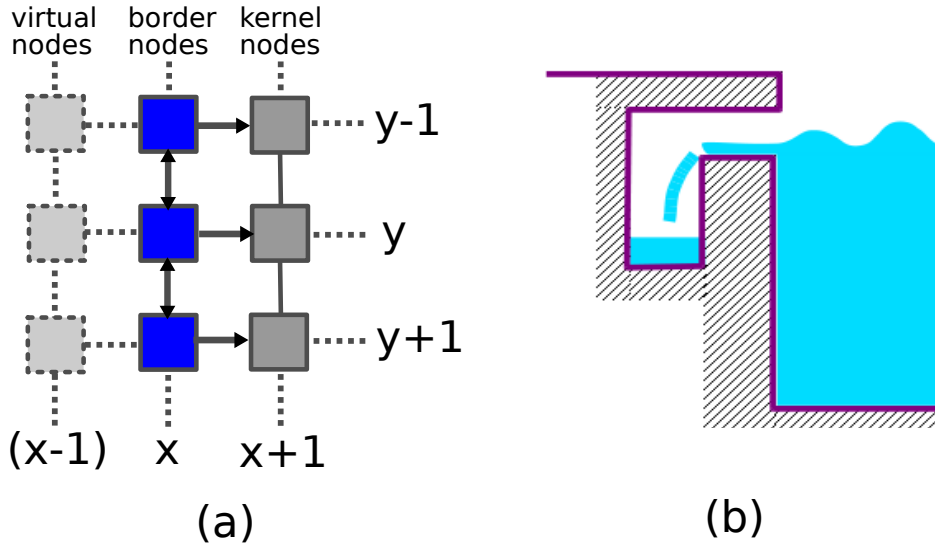 virtual
nodes
border
nodes
kernel
nodes
y-1
y
y+1
(x-1)
x
x+1
(a)
(b)